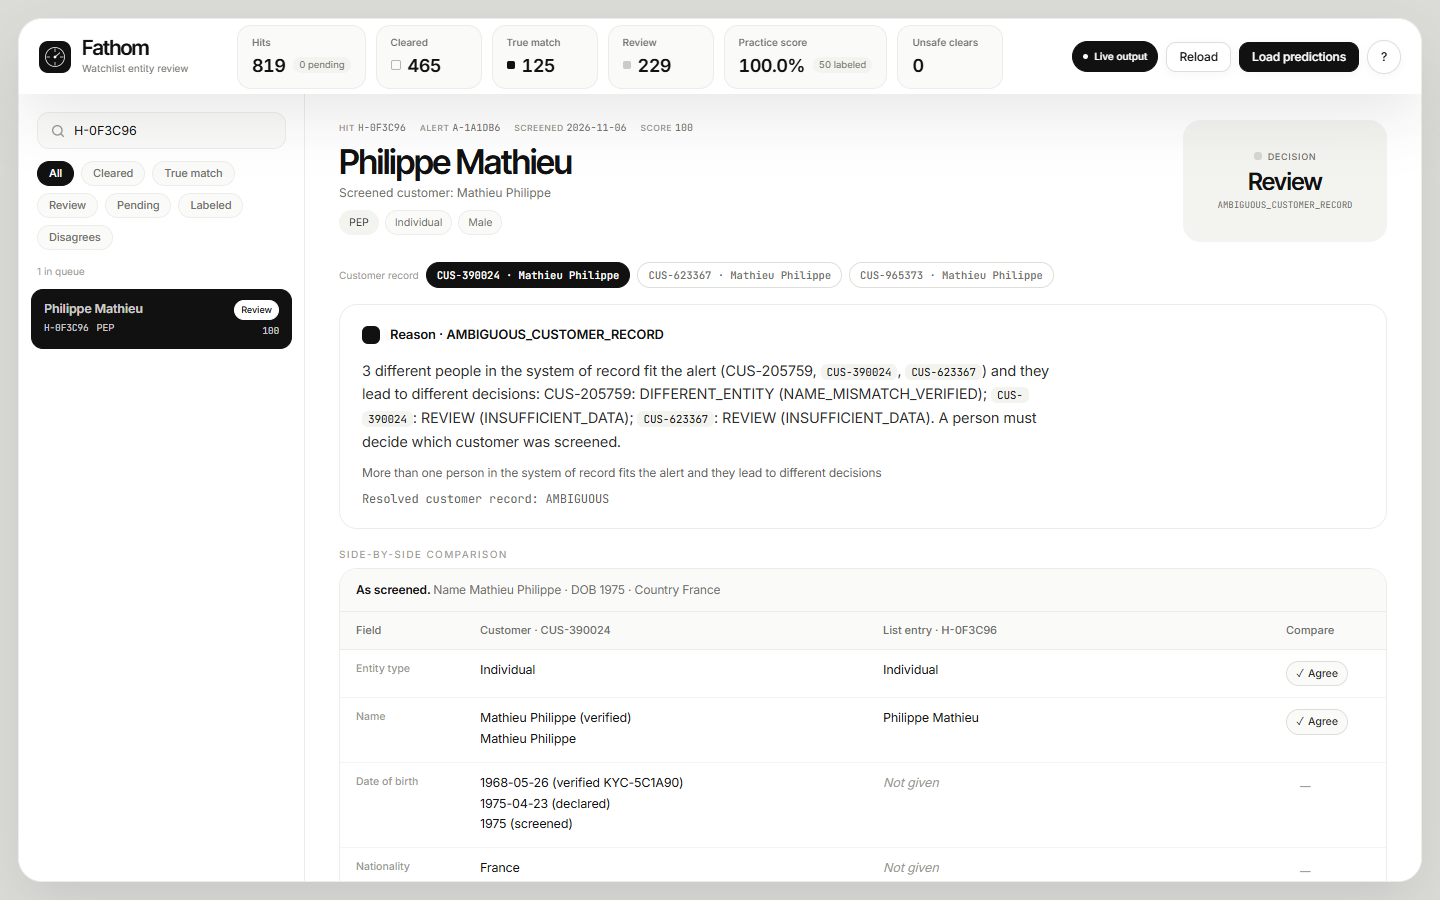 Fathom
Watchlist entity review
Hits
819 0 pending
Cleared
465
True match
125
Review
229
Practice score
100.0% 50 labeled
Unsafe clears
0
Live output
Reload
Load predictions
?
H-0F3C96
All
Cleared
True match
Review
Pending
Labeled
Disagrees
1 in queue
Philippe Mathieu
Review
H-0F3C96 PEP
100
HIT H-0F3C96 ALERT A-1A1DB6 SCREENED 2026-11-06 SCORE 100
Philippe Mathieu
Screened customer: Mathieu Philippe
PEP
Individual
Male
DECISION
Review
AMBIGUOUS_CUSTOMER_RECORD
Customer record
CUS-390024 · Mathieu Philippe
CUS-623367 · Mathieu Philippe
CUS-965373 · Mathieu Philippe
Reason · AMBIGUOUS_CUSTOMER_RECORD
3 different people in the system of record fit the alert (CUS-205759, CUS-390024 , CUS-623367 ) and they
lead to different decisions: CUS-205759: DIFFERENT_ENTITY (NAME_MISMATCH_VERIFIED); CUS-
390024 : REVIEW (INSUFFICIENT_DATA); CUS-623367 : REVIEW (INSUFFICIENT_DATA). A person must
decide which customer was screened.
More than one person in the system of record fits the alert and they lead to different decisions
Resolved customer record: AMBIGUOUS
SIDE-BY-SIDE COMPARISON
As screened. Name Mathieu Philippe · DOB 1975 · Country France
Field
Customer · CUS-390024
List entry · H-0F3C96
Compare
Entity type
Individual
Individual
✓ Agree
Name
Mathieu Philippe (verified)
Mathieu Philippe
Philippe Mathieu
✓ Agree
Date of birth
1968-05-26 (verified KYC-5C1A90)
1975-04-23 (declared)
1975 (screened)
Not given
—
Nationality
France
Not given
—